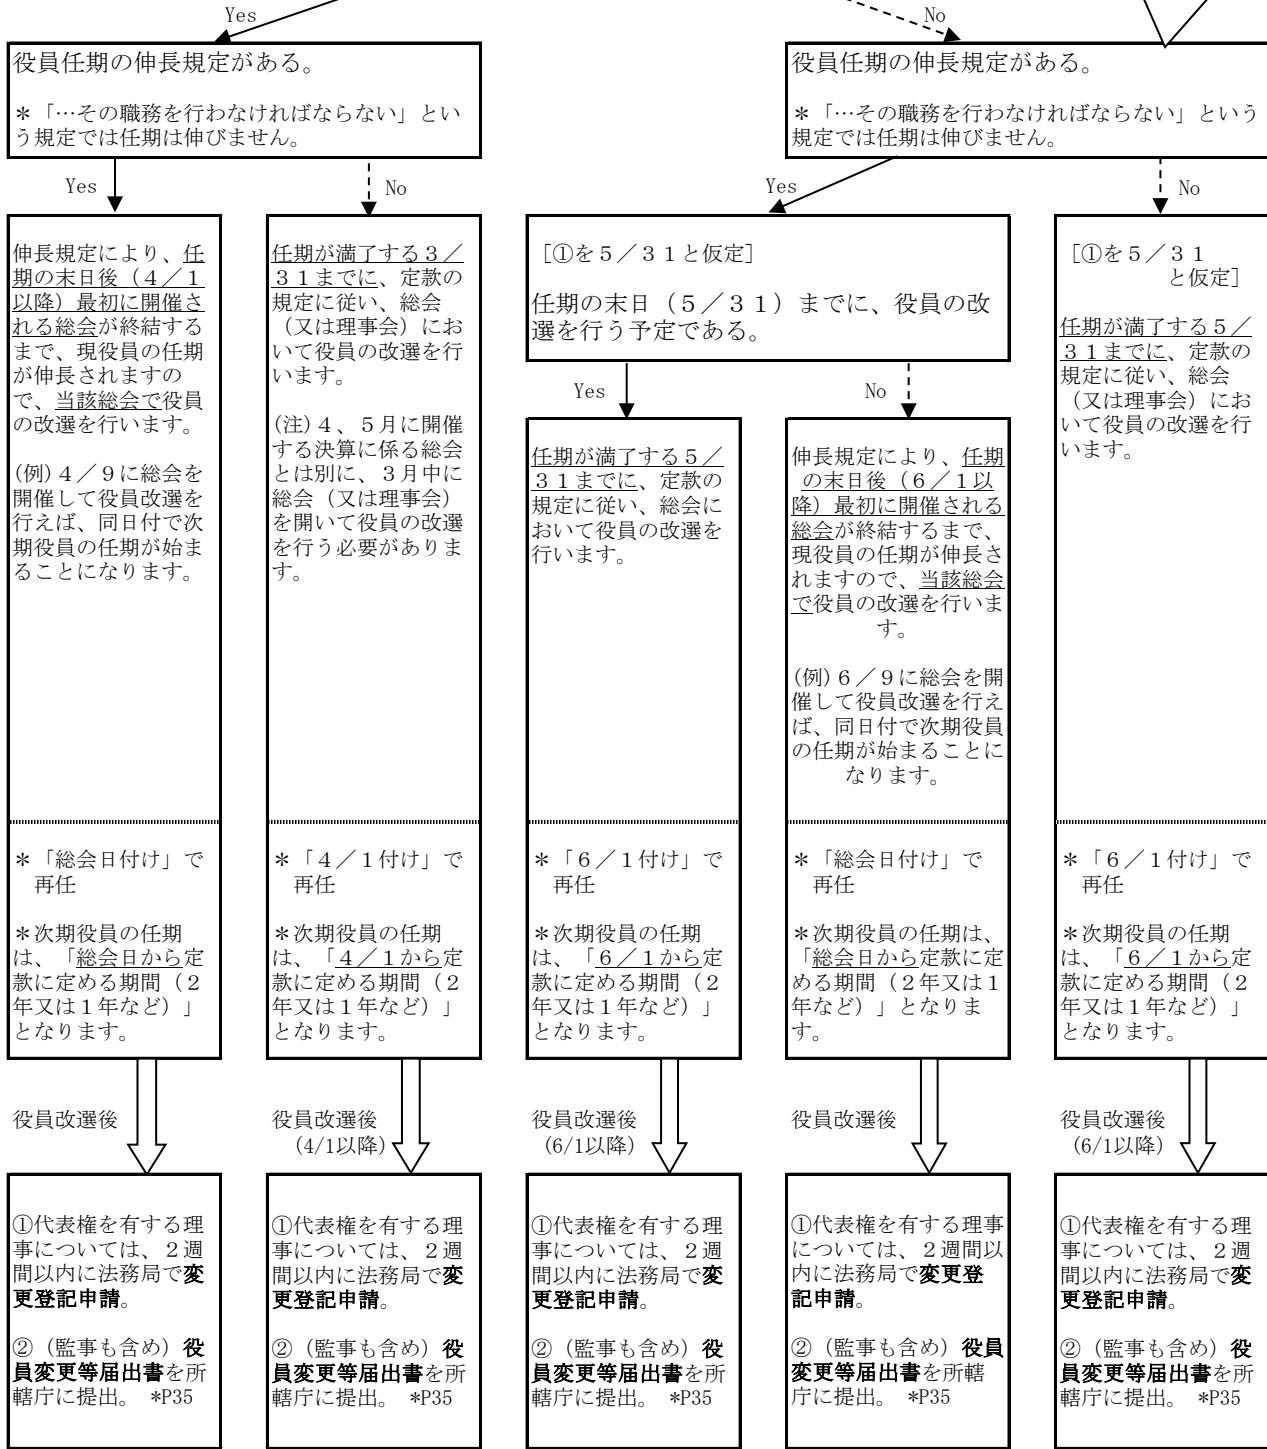 Yes
No
役員任期の伸長規定がある。
＊「…その職務を行わなければならない」とい
う規定では任期は伸びません。
役員任期の伸長規定がある。
＊「…その職務を行わなければならない」という
規定では任期は伸びません。
Yes
No
Yes
No
伸長規定により、任
期の末日後（４／１
以降）最初に開催さ
れる総会が終結する
まで、現役員の任期
が伸長されますの
で、当該総会で役員
の改選を行います。
(例)４／９に総会を
開催して役員改選を
行えば、同日付で次
期役員の任期が始ま
ることになります。
＊「総会日付け」で
再任
＊次期役員の任期
は、「総会日から定
款に定める期間（２
年又は１年など）」
となります。
任期が満了する３／
３１までに、定款の
規定に従い、総会
（又は理事会）にお
いて役員の改選を行
います。
(注)４、５月に開催
する決算に係る総会
とは別に、３月中に
総会（又は理事会）
を開いて役員の改選
を行う必要がありま
す。
＊「４／１付け」で
再任
＊次期役員の任期
は、「４／１から定
款に定める期間（２
年又は１年など）」
となります。
［①を５／３１と仮定］
任期の末日（５／３１）までに、役員の改
選を行う予定である。
Yes
No
任期が満了する５／
３１までに、定款の
規定に従い、総会に
おいて役員の改選を
行います。
＊「６／１付け」で
再任
＊次期役員の任期
は、「６／１から定
款に定める期間（２
年又は１年など）」
となります。
伸長規定により、任期
の末日後（６／１以
降）最初に開催される
総会が終結するまで、
現役員の任期が伸長さ
れますので、当該総会
で役員の改選を行いま
す。
(例)６／９に総会を開
催して役員改選を行え
ば、同日付で次期役員
の任期が始まることに
なります。
＊「総会日付け」で
再任
＊次期役員の任期は、
「総会日から定款に定
める期間（２年又は１
年など）」となりま
す。
［①を５／３１
と仮定］
任期が満了する５／
３１までに、定款の
規定に従い、総会
（又は理事会）にお
いて役員の改選を行
います。
＊「６／１付け」で
再任
＊次期役員の任期
は、「６／１から定
款に定める期間（２
年又は１年など）」
となります。
役員改選後
役員改選後
(4/1以降)
役員改選後
(6/1以降)
役員改選後
役員改選後
(6/1以降)
①代表権を有する理
事については、２週
間以内に法務局で変
更登記申請。
②（監事も含め）役
員変更等届出書を所
轄庁に提出。 *P35
①代表権を有する理
事については、２週
間以内に法務局で変
更登記申請。
②（監事も含め）役
員変更等届出書を所
轄庁に提出。 *P35
①代表権を有する理
事については、２週
間以内に法務局で変
更登記申請。
②（監事も含め）役
員変更等届出書を所
轄庁に提出。 *P35
①代表権を有する理事
については、２週間以
内に法務局で変更登
記申請。
②（監事も含め）役員
変更等届出書を所轄
庁に提出。 *P35
①代表権を有する理
事については、２週
間以内に法務局で変
更登記申請。
②（監事も含め）役
員変更等届出書を所
轄庁に提出。 *P35